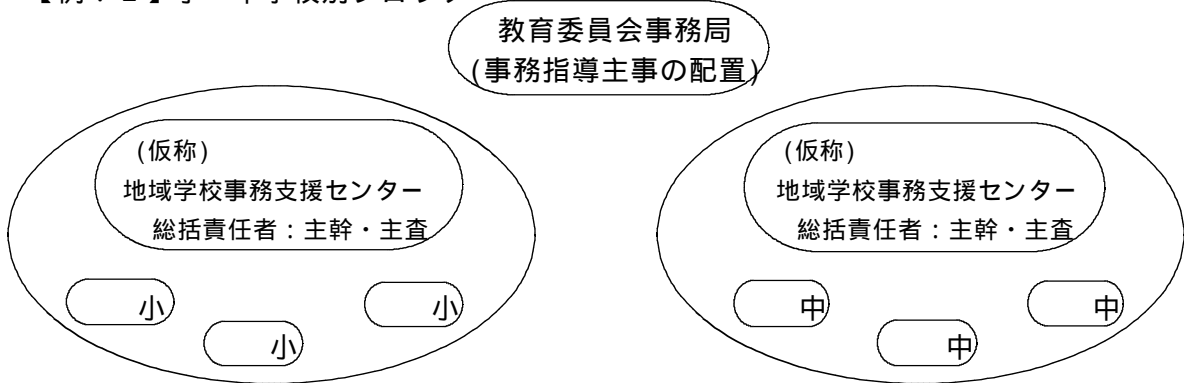 教育委員会事務局
(事務指導主事の配置)
(仮称)
地域学校事務支援センター
総括責任者：主幹・主査
小
小
小
(仮称)
地域学校事務支援センター
総括責任者：主幹・主査
中
中
中